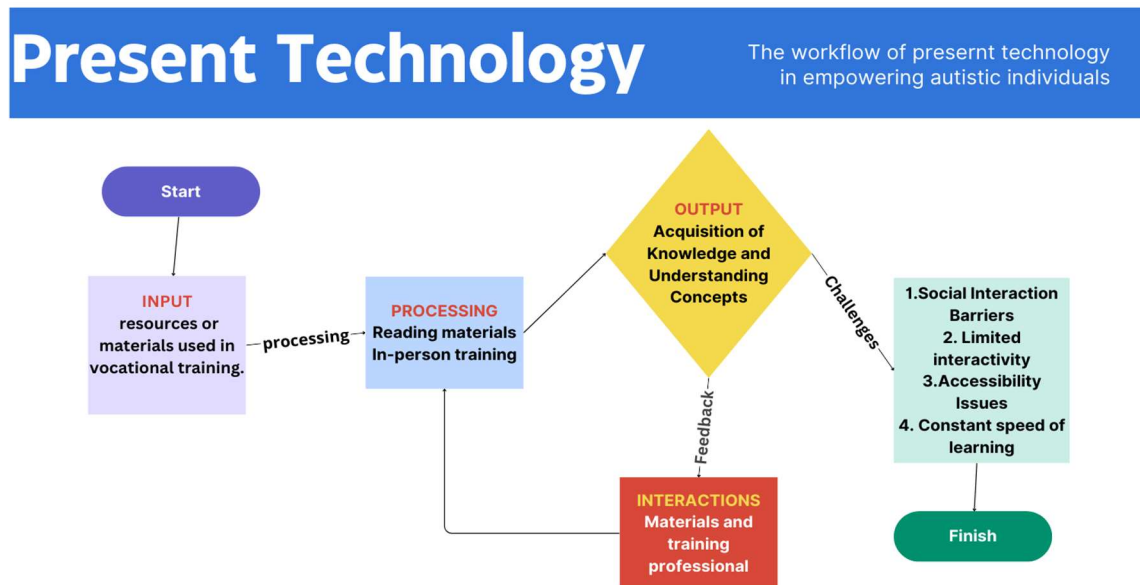 Present Technology
The workflow of presernt technology
in empowering autistic individuals
Start
INPUT
resources or
materials used in
vocational training.
processing
PROCESSING
Reading materials
In-person training
OUTPUT
Acquisition of
Knowledge and
Understanding
Concepts
Challenges
1.Social Interaction
Barriers
2. Limited
interactivity
3.Accessibility
Issues
4. Constant speed of
learning
Feedback
INTERACTIONS
Materials and
training
professional
Finish